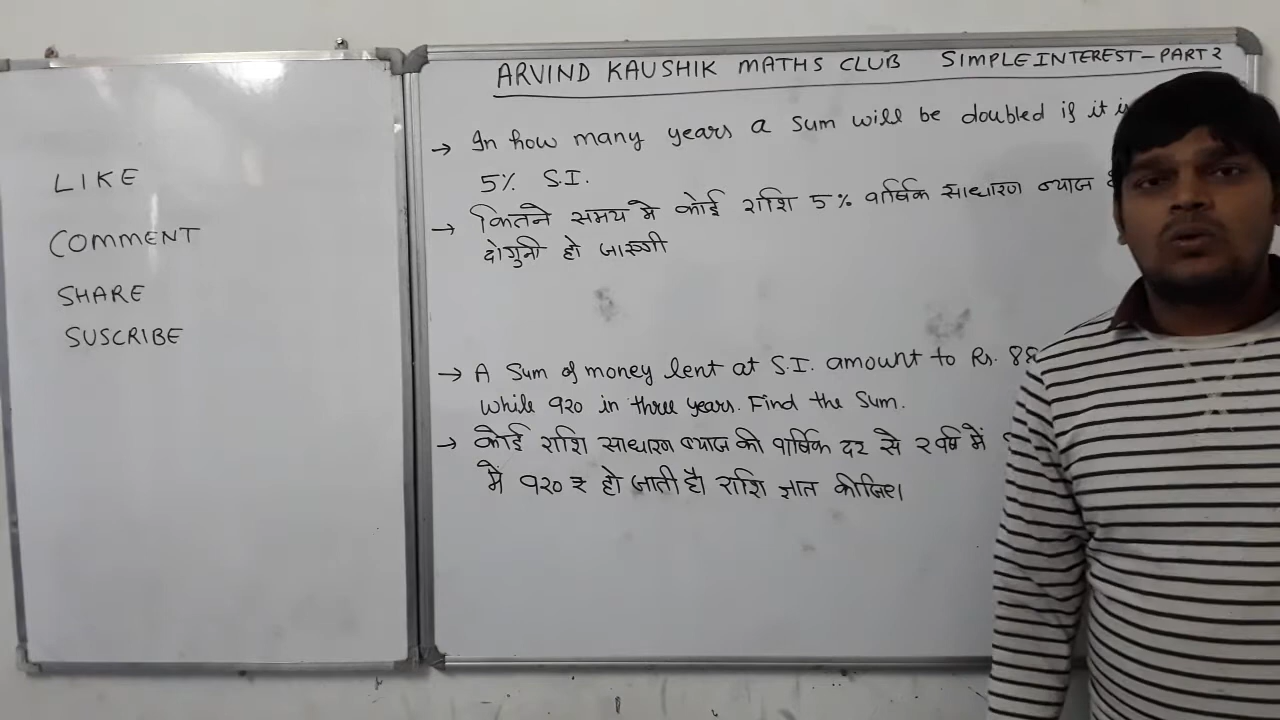 LIKE
COMMENT
SHARE
SUSCRIBE
ARVIND KAUSHIK MATHS CLUB SIMPLE INTEREST - PART 2
→ In how many years a sum will be doubled if it is
5% S.I.
→ कितने समय मे कोई राशि 5% वार्षिक साधारण ब्याज
दोगुनी हो जाएगी
→ A Sum of money lent at S.I. amount to Rs. 88
while 920 in three years. Find the Sum.
→ कोई राशि साधारण ब्याज की वार्षिक दर से 2 वर्ष में
में 920 ₹ हो जाती है। राशि ज्ञात कीजिए।